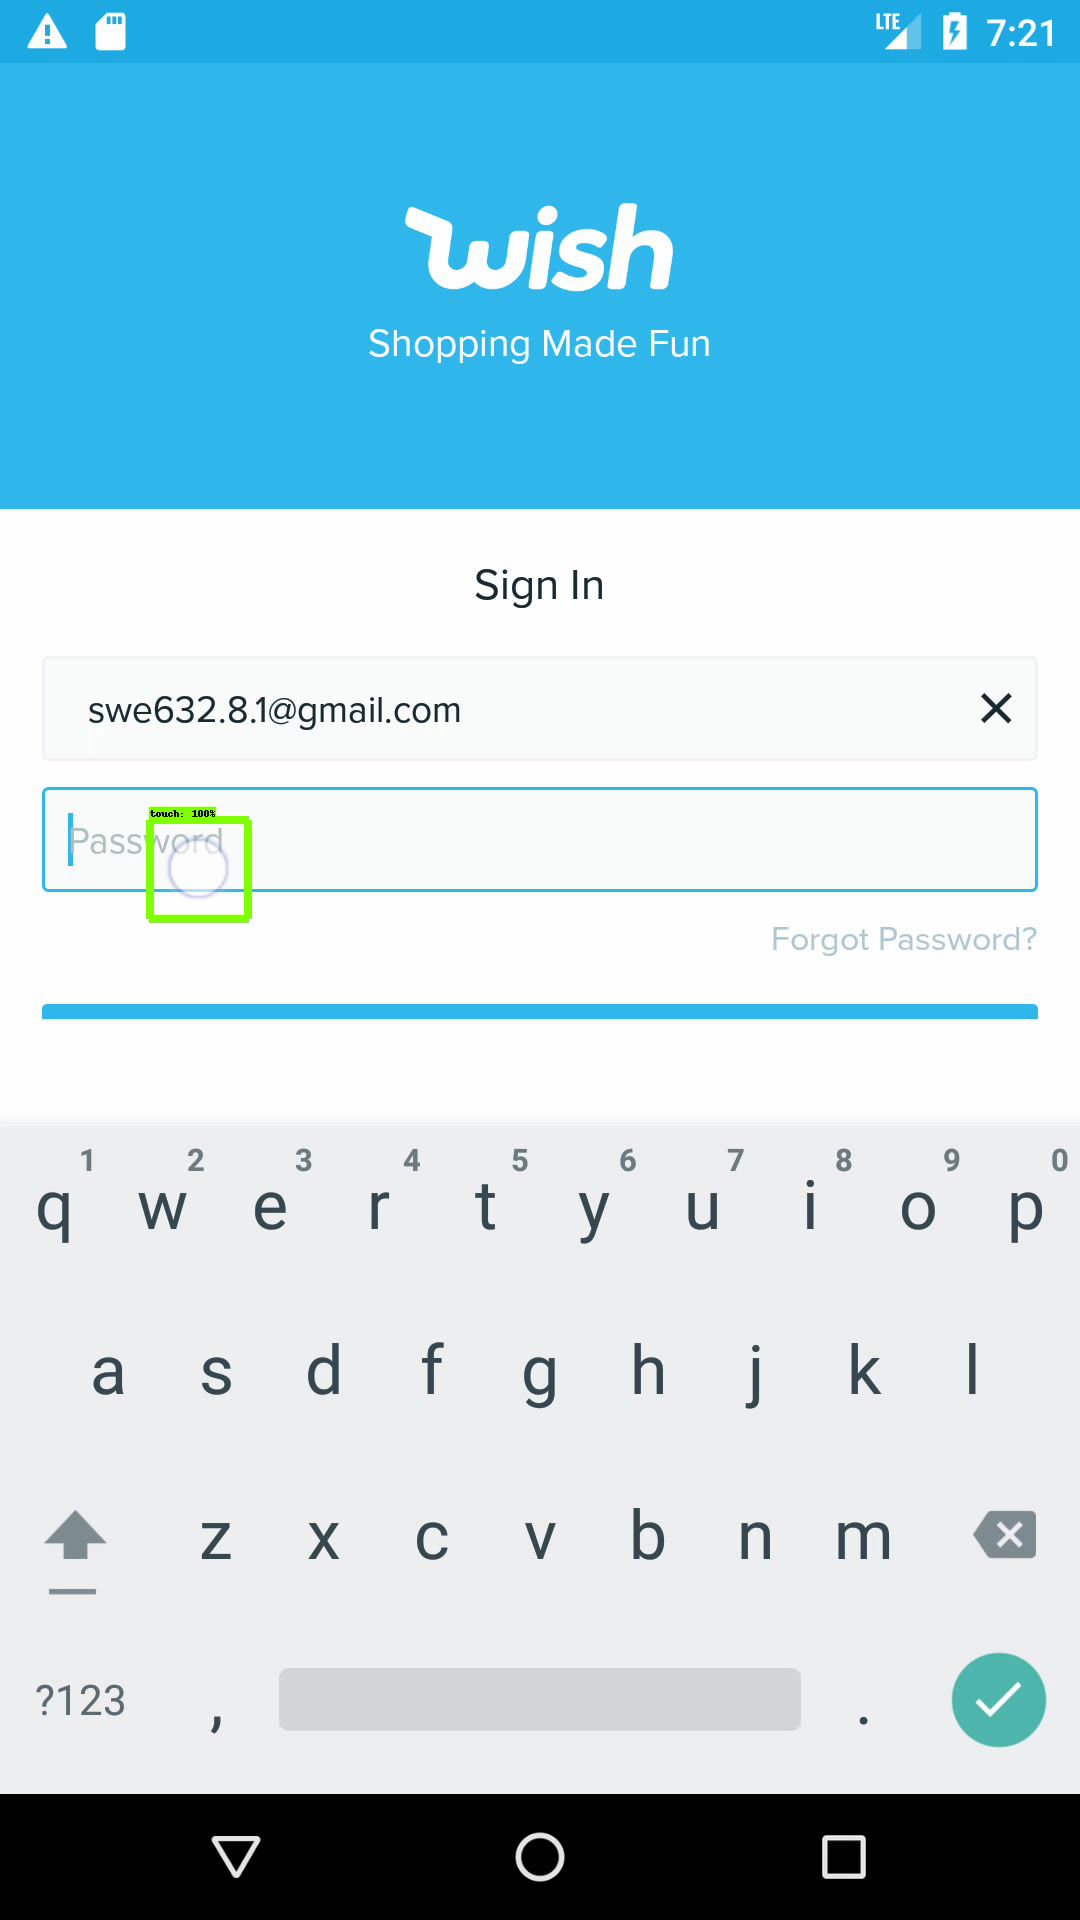 LTE 7:21
wish
Shopping Made Fun
Sign In
swe632.8.1@gmail.com
touch: 100%
Password
Forgot Password?
1 2 3 4 5 6 7 8 9 0
q w e r t y u i o p
a s d f g h j k l
z x c v b n m
?123 , .